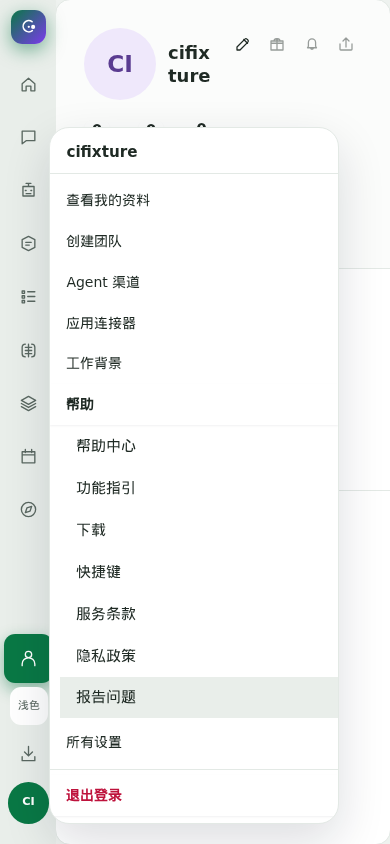 CI
cifix
ture
cifixture
查看我的资料
创建团队
Agent 渠道
应用连接器
工作背景
帮助
帮助中心
功能指引
下载
快捷键
服务条款
隐私政策
报告问题
浅色
所有设置
退出登录
CI